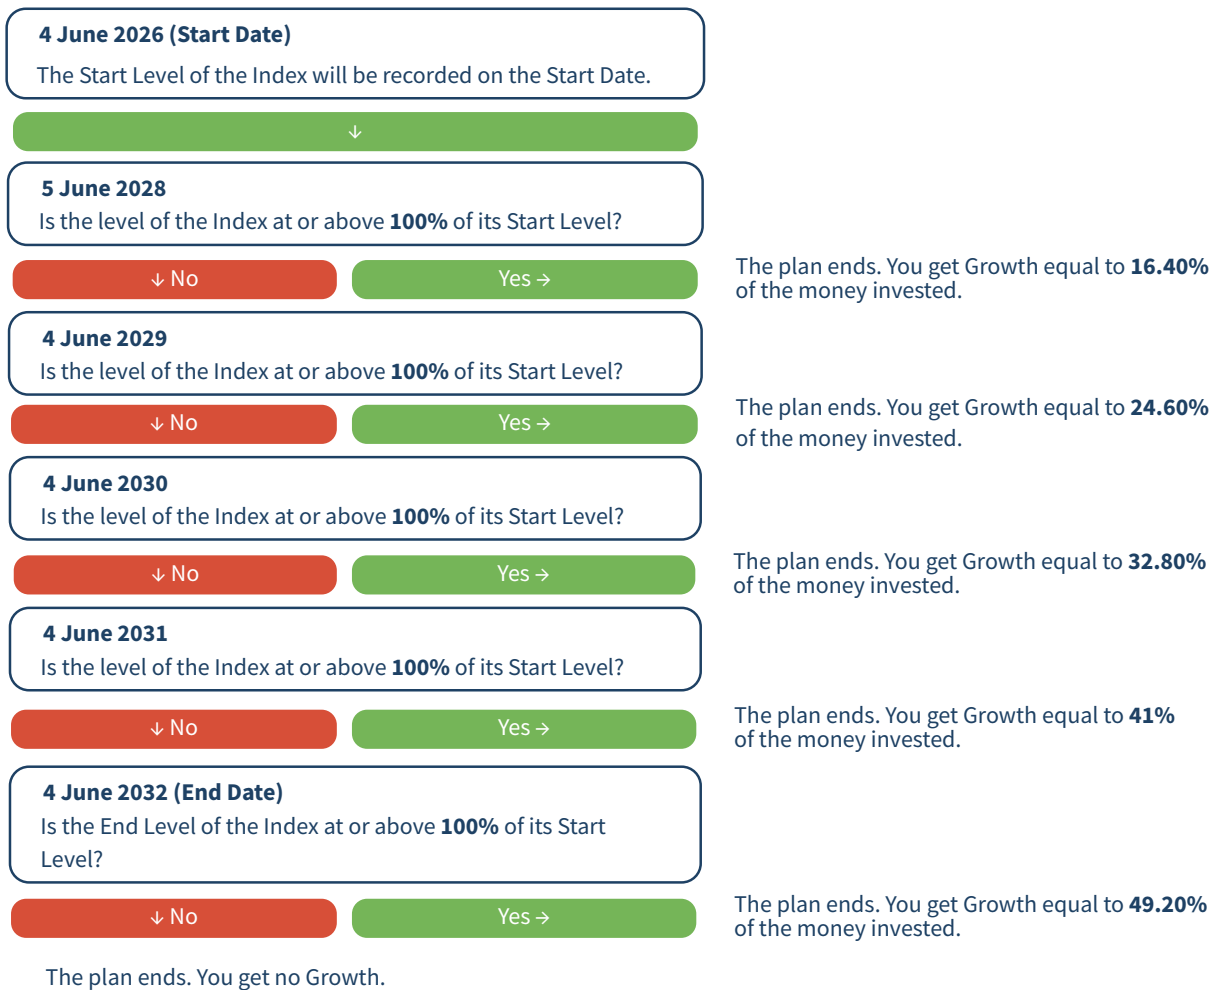 4 June 2026 (Start Date)
The Start Level of the Index will be recorded on the Start Date.
↓
5 June 2028
Is the level of the Index at or above 100% of its Start Level?
↓ No
Yes →
The plan ends. You get Growth equal to 16.40%
of the money invested.
4 June 2029
Is the level of the Index at or above 100% of its Start Level?
↓ No
Yes →
The plan ends. You get Growth equal to 24.60%
of the money invested.
4 June 2030
Is the level of the Index at or above 100% of its Start Level?
↓ No
Yes →
The plan ends. You get Growth equal to 32.80%
of the money invested.
4 June 2031
Is the level of the Index at or above 100% of its Start Level?
↓ No
Yes →
The plan ends. You get Growth equal to 41%
of the money invested.
4 June 2032 (End Date)
Is the End Level of the Index at or above 100% of its Start
Level?
↓ No
Yes →
The plan ends. You get Growth equal to 49.20%
of the money invested.
The plan ends. You get no Growth.